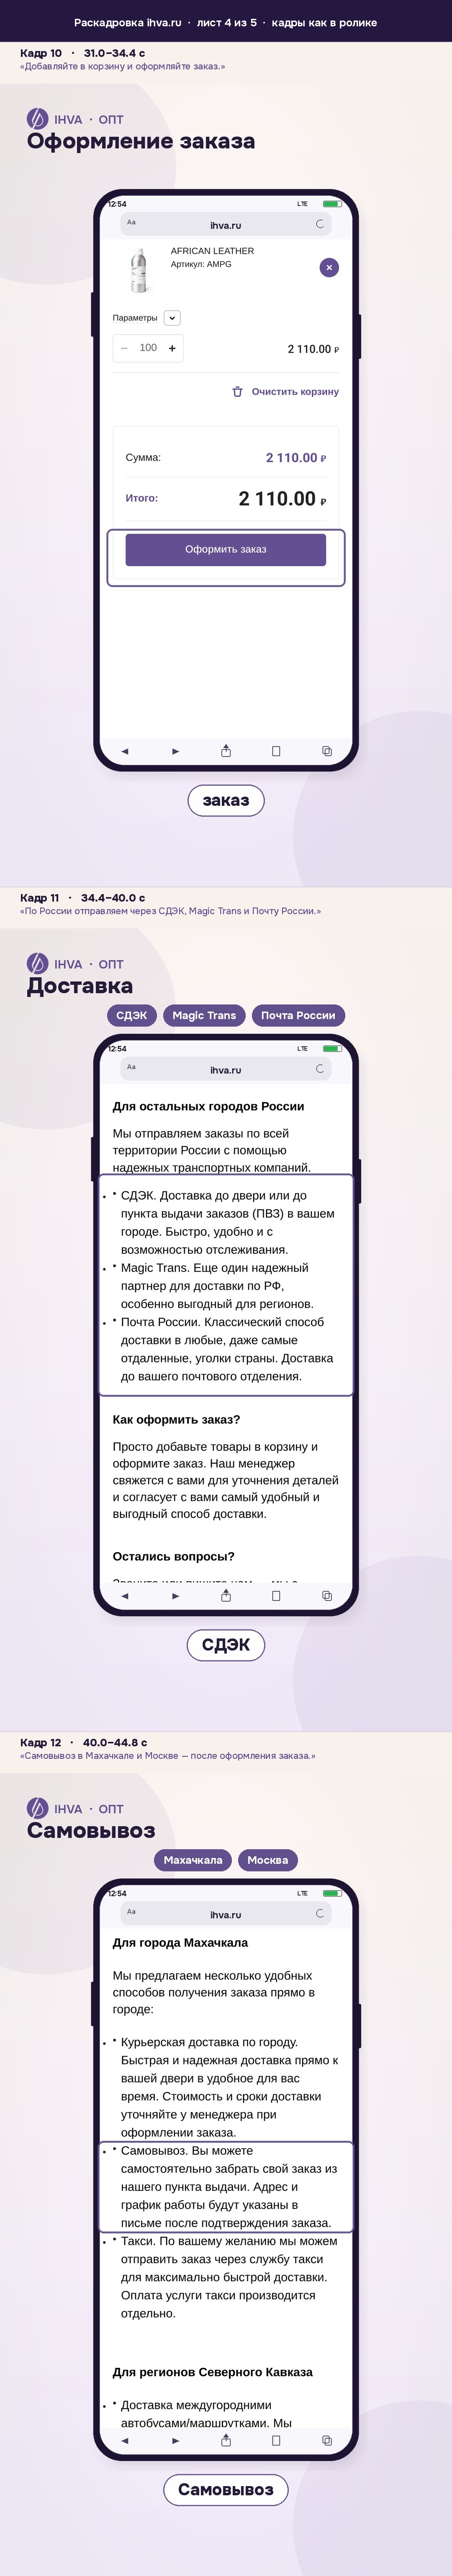 Раскадровка ihva.ru · лист 4 из 5 · кадры как в ролике
Кадр 10 · 31.0–34.4 с
«Добавляйте в корзину и оформляйте заказ.»
IHVA · ОПТ
Оформление заказа
12:54
LTE
Aa
ihva.ru
AFRICAN LEATHER
Артикул: AMPG
Параметры
− 100 +
2 110.00 ₽
Очистить корзину
Сумма:
2 110.00 ₽
Итого:
2 110.00 ₽
Оформить заказ
заказ
Кадр 11 · 34.4–40.0 с
«По России отправляем через СДЭК, Magic Trans и Почту России.»
IHVA · ОПТ
Доставка
СДЭК
Magic Trans
Почта России
12:54
LTE
Aa
ihva.ru
Для остальных городов России
Мы отправляем заказы по всей
территории России с помощью
надежных транспортных компаний.
• • СДЭК. Доставка до двери или до
пункта выдачи заказов (ПВЗ) в вашем
городе. Быстро, удобно и с
возможностью отслеживания.
• • Magic Trans. Еще один надежный
партнер для доставки по РФ,
особенно выгодный для регионов.
• • Почта России. Классический способ
доставки в любые, даже самые
отдаленные, уголки страны. Доставка
до вашего почтового отделения.
Как оформить заказ?
Просто добавьте товары в корзину и
оформите заказ. Наш менеджер
свяжется с вами для уточнения деталей
и согласует с вами самый удобный и
выгодный способ доставки.
Остались вопросы?
СДЭК
Кадр 12 · 40.0–44.8 с
«Самовывоз в Махачкале и Москве — после оформления заказа.»
IHVA · ОПТ
Самовывоз
Махачкала
Москва
12:54
LTE
Aa
ihva.ru
Для города Махачкала
Мы предлагаем несколько удобных
способов получения заказа прямо в
городе:
• • Курьерская доставка по городу.
Быстрая и надежная доставка прямо к
вашей двери в удобное для вас
время. Стоимость и сроки доставки
уточняйте у менеджера при
оформлении заказа.
• • Самовывоз. Вы можете
самостоятельно забрать свой заказ из
нашего пункта выдачи. Адрес и
график работы будут указаны в
письме после подтверждения заказа.
• • Такси. По вашему желанию мы можем
отправить заказ через службу такси
для максимально быстрой доставки.
Оплата услуги такси производится
отдельно.
Для регионов Северного Кавказа
• • Доставка междугородними
автобусами/маршрутками. Мы
Самовывоз